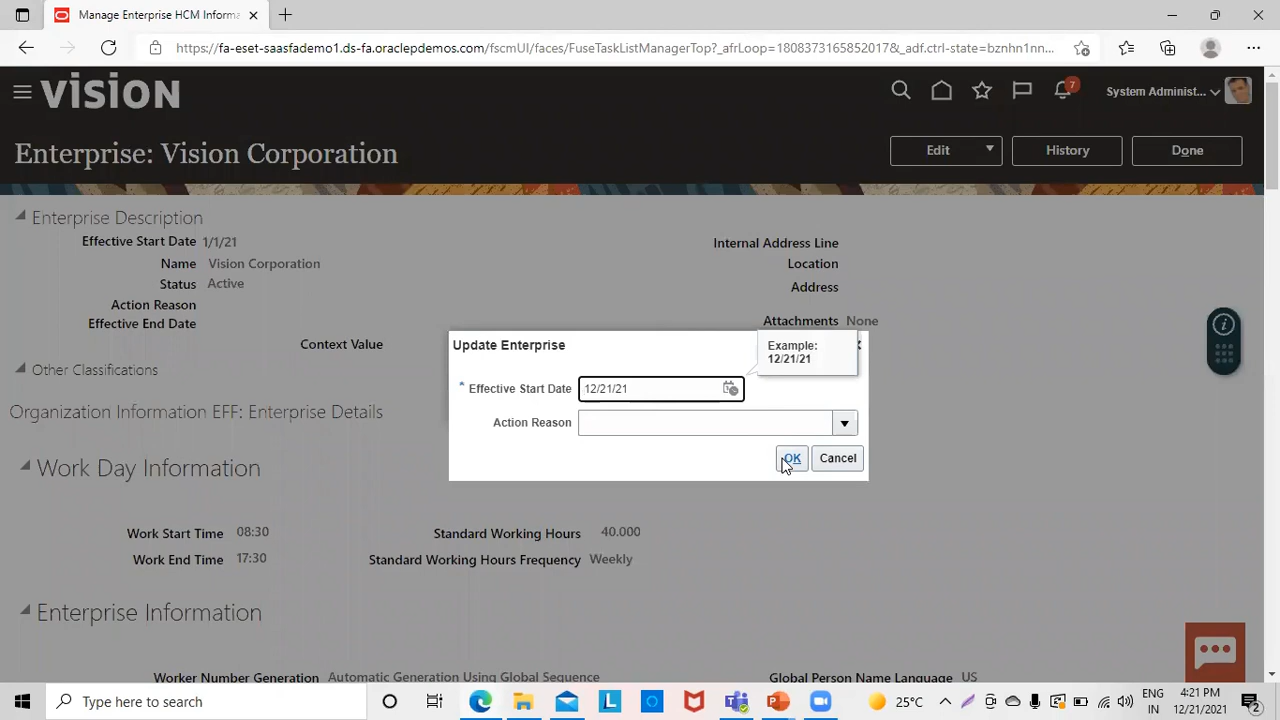 Manage Enterprise HCM Informa
https://fa-eset-saasfademo1.ds-fa.oraclepdemos.com/fscmUI/faces/FuseTaskListManagerTop?_afrLoop=18083731658520178&_adf.ctrl-state=bznhn1nn...
VISION
7
System Administ...
Enterprise: Vision Corporation
Edit
History
Done
Enterprise Description
Effective Start Date 1/1/21
Internal Address Line
Name Vision Corporation
Location
Status Active
Address
Action Reason
Effective End Date
Attachments None
Context Value
Update Enterprise
Example:
12/21/21
* Effective Start Date 12/21/21
Action Reason
OK
Cancel
Other Classifications
Organization Information EFF: Enterprise Details
Work Day Information
Work Start Time 08:30
Standard Working Hours 40.000
Work End Time 17:30
Standard Working Hours Frequency Weekly
Enterprise Information
Worker Number Generation Automatic Generation Using Global Sequence
Global Person Name Language US
Type here to search
25°C
ENG
IN
4:21 PM
12/21/2021
2